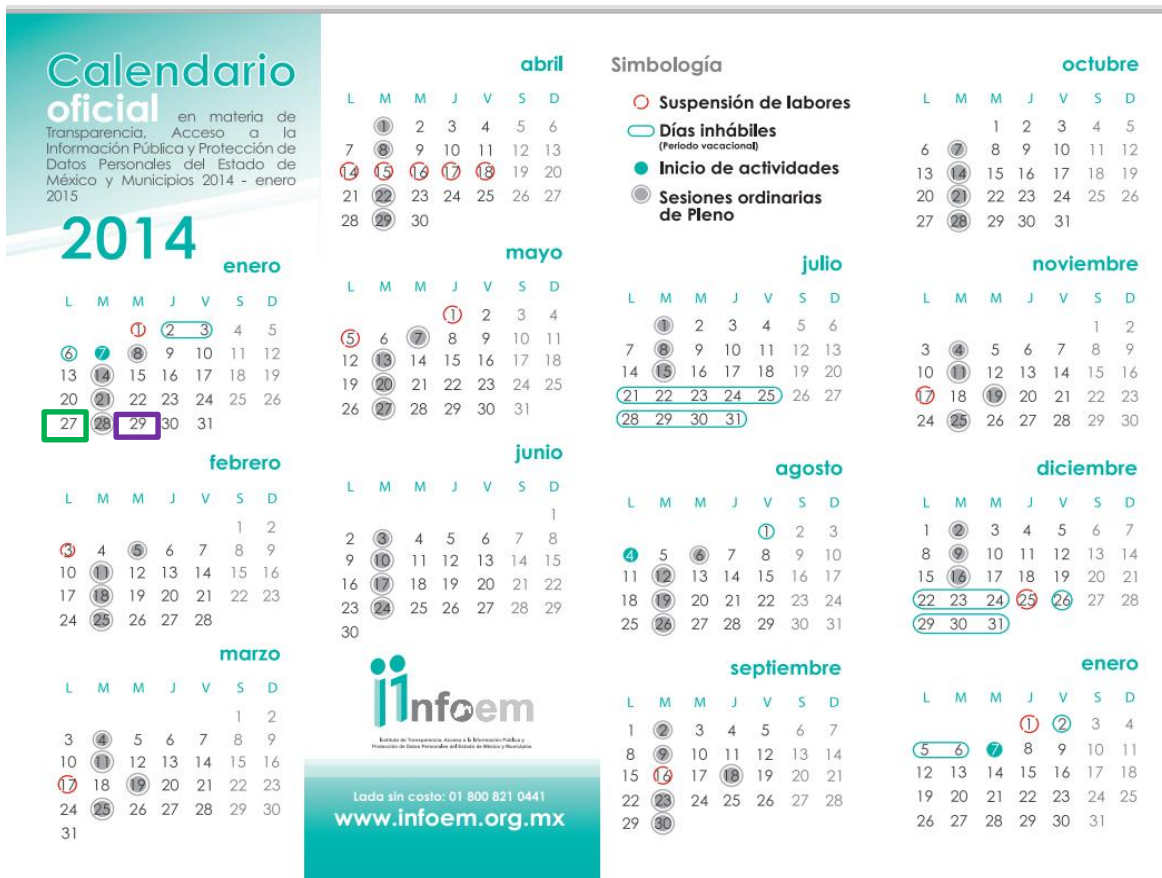 Calendario
oficial en materia de
Transparencia, Acceso a la
Información Pública y Protección de
Datos Personales del Estado de
México y Municipios 2014 - enero
2015
2014
enero
L M M J V S D
1 2 3 4 5
6 7 8 9 10 11 12
13 14 15 16 17 18 19
20 21 22 23 24 25 26
27 28 29 30 31
febrero
L M M J V S D
1 2
3 4 5 6 7 8 9
10 11 12 13 14 15 16
17 18 19 20 21 22 23
24 25 26 27 28
marzo
L M M J V S D
1 2
3 4 5 6 7 8 9
10 11 12 13 14 15 16
17 18 19 20 21 22 23
24 25 26 27 28 29 30
31
abril
L M M J V S D
1 2 3 4 5 6
7 8 9 10 11 12 13
14 15 16 17 18 19 20
21 22 23 24 25 26 27
28 29 30
mayo
L M M J V S D
1 2 3 4
5 6 7 8 9 10 11
12 13 14 15 16 17 18
19 20 21 22 23 24 25
26 27 28 29 30 31
junio
L M M J V S D
1
2 3 4 5 6 7 8
9 10 11 12 13 14 15
16 17 18 19 20 21 22
23 24 25 26 27 28 29
30
infoem
Instituto de Transparencia, Acceso a la Información Pública y
Protección de Datos Personales del Estado de México y Municipios
Lada sin costo: 01 800 821 0441
www.infoem.org.mx
Simbología
Suspensión de labores
Días inhábiles
(Periodo vacacional)
Inicio de actividades
Sesiones ordinarias
de Pleno
julio
L M M J V S D
1 2 3 4 5 6
7 8 9 10 11 12 13
14 15 16 17 18 19 20
21 22 23 24 25 26 27
28 29 30 31
agosto
L M M J V S D
1 2 3
4 5 6 7 8 9 10
11 12 13 14 15 16 17
18 19 20 21 22 23 24
25 26 27 28 29 30 31
septiembre
L M M J V S D
1 2 3 4 5 6 7
8 9 10 11 12 13 14
15 16 17 18 19 20 21
22 23 24 25 26 27 28
29 30
octubre
L M M J V S D
1 2 3 4 5
6 7 8 9 10 11 12
13 14 15 16 17 18 19
20 21 22 23 24 25 26
27 28 29 30 31
noviembre
L M M J V S D
1 2
3 4 5 6 7 8 9
10 11 12 13 14 15 16
17 18 19 20 21 22 23
24 25 26 27 28 29 30
diciembre
L M M J V S D
1 2 3 4 5 6 7
8 9 10 11 12 13 14
15 16 17 18 19 20 21
22 23 24 25 26 27 28
29 30 31
enero
L M M J V S D
1 2 3 4
5 6 7 8 9 10 11
12 13 14 15 16 17 18
19 20 21 22 23 24 25
26 27 28 29 30 31